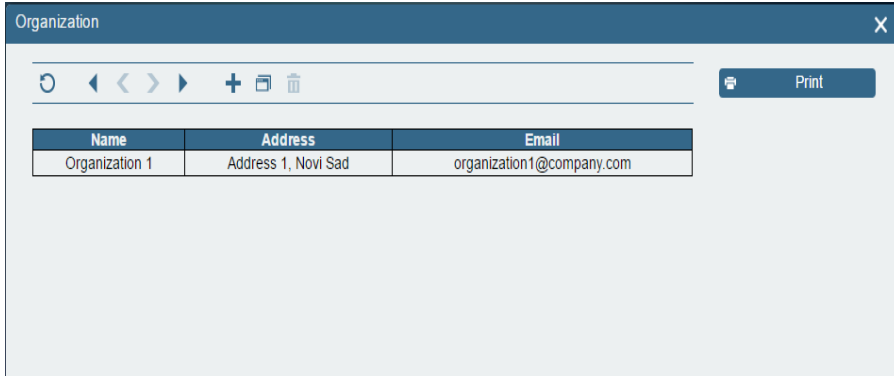 Organization
Print
Name Address Email
Organization 1 Address 1, Novi Sad organization1@company.com